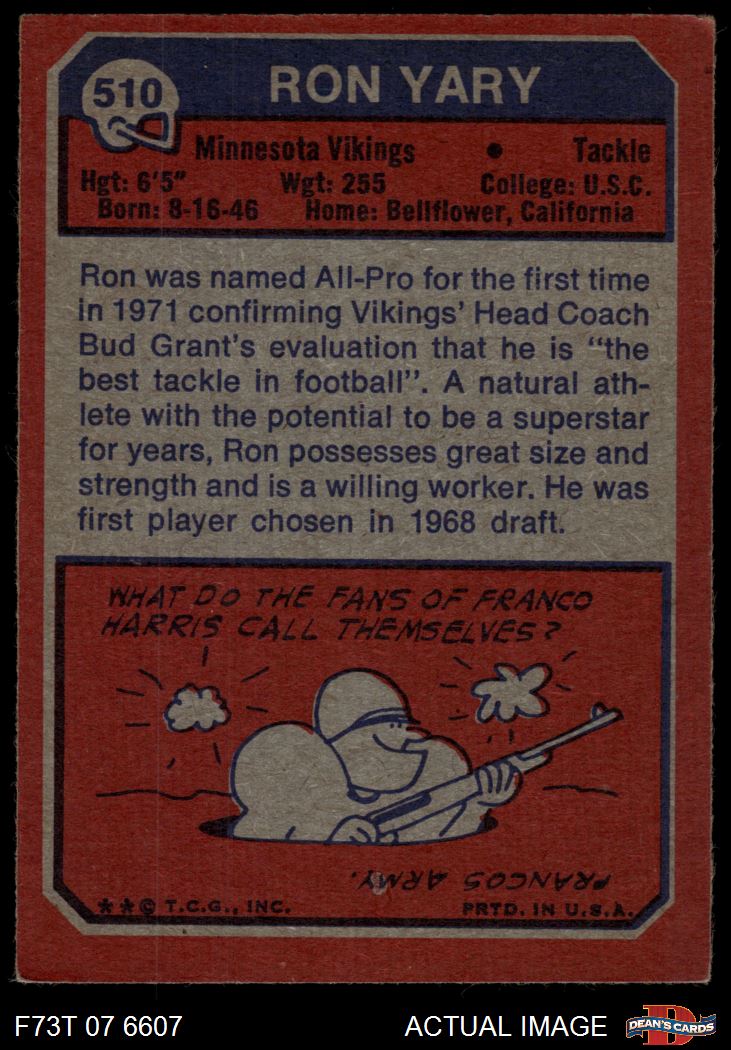 510
RON YARY
Minnesota Vikings • Tackle
Hgt: 6'5" Wgt: 255 College: U.S.C.
Born: 8-16-46 Home: Bellflower, California
Ron was named All-Pro for the first time
in 1971 confirming Vikings' Head Coach
Bud Grant's evaluation that he is "the
best tackle in football". A natural ath-
lete with the potential to be a superstar
for years, Ron possesses great size and
strength and is a willing worker. He was
first player chosen in 1968 draft.
WHAT DO THE FANS OF FRANCO
HARRIS CALL THEMSELVES?
FRANCOS ARMY.
**© T.C.G., INC. PRTD. IN U.S.A.
F73T 07 6607 ACTUAL IMAGE
D
DEAN'S CARDS